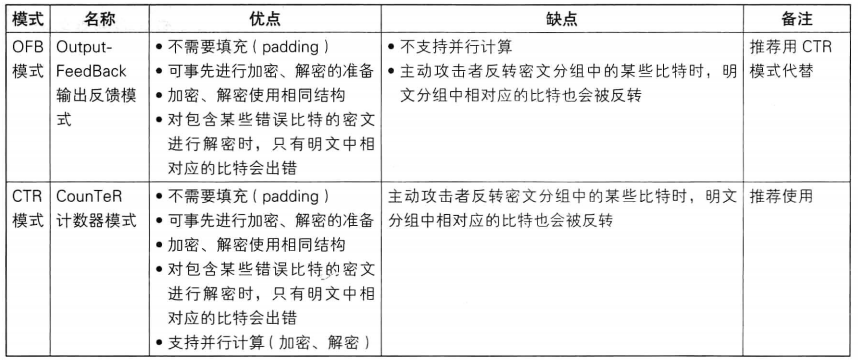 模式 名称 优点 缺点 备注
OFB
模式
Output-
FeedBack
输出反馈模
式
• 不需要填充（padding）
• 可事先进行加密、解密的准备
• 加密、解密使用相同结构
• 对包含某些错误比特的密文
进行解密时，只有明文中相
对应的比特会出错
• 不支持并行计算
• 主动攻击者反转密文分组中的某些比特时，明
文分组中相对应的比特也会被反转
推荐用 CTR
模式代替
CTR
模式
CounTeR
计数器模式
• 不需要填充（padding）
• 可事先进行加密、解密的准备
• 加密、解密使用相同结构
• 对包含某些错误比特的密文
进行解密时，只有明文中相
对应的比特会出错
• 支持并行计算（加密、解密）
主动攻击者反转密文分组中的某些比特时，明文
分组中相对应的比特也会被反转
推荐使用